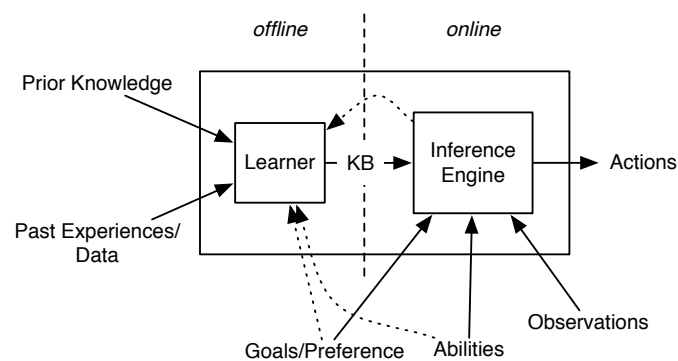 offline
online
Prior Knowledge
Learner
KB
Inference
Engine
Actions
Past Experiences/
Data
Observations
Goals/Preference
Abilities